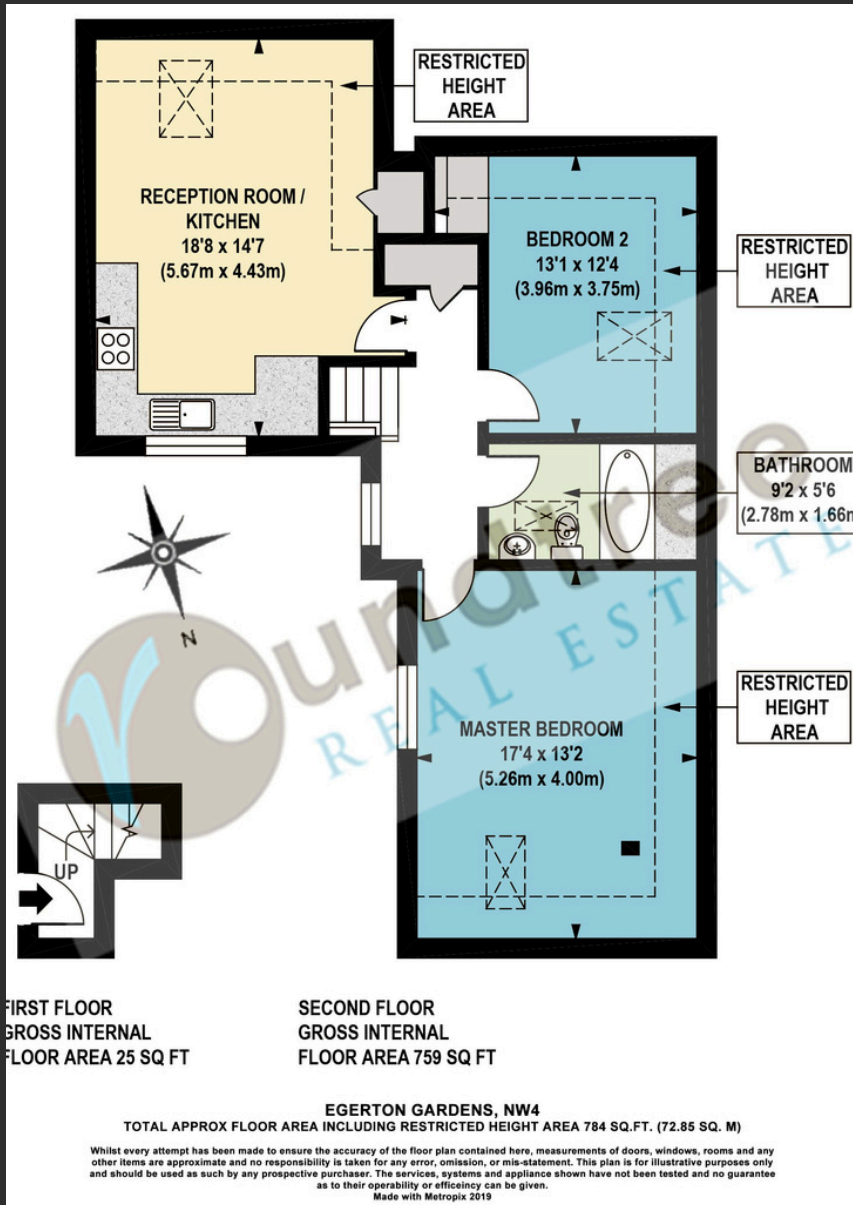 RESTRICTED
HEIGHT
AREA
RECEPTION ROOM /
KITCHEN
18'8 x 14'7
(5.67m x 4.43m)
BEDROOM 2
13'1 x 12'4
(3.96m x 3.75m)
RESTRICTED
HEIGHT
AREA
BATHROOM
9'2 x 5'6
(2.78m x 1.66m
N
roundtree
REAL ESTATE
MASTER BEDROOM
17'4 x 13'2
(5.26m x 4.00m)
RESTRICTED
HEIGHT
AREA
UP
FIRST FLOOR
GROSS INTERNAL
FLOOR AREA 25 SQ FT
SECOND FLOOR
GROSS INTERNAL
FLOOR AREA 759 SQ FT
EGERTON GARDENS, NW4
TOTAL APPROX FLOOR AREA INCLUDING RESTRICTED HEIGHT AREA 784 SQ.FT. (72.85 SQ. M)
Whilst every attempt has been made to ensure the accuracy of the floor plan contained here, measurements of doors, windows, rooms and any
other items are approximate and no responsibility is taken for any error, omission, or mis-statement. This plan is for illustrative purposes only
and should be used as such by any prospective purchaser. The services, systems and appliance shown have not been tested and no guarantee
as to their operability or efficeincy can be given.
Made with Metropix 2019